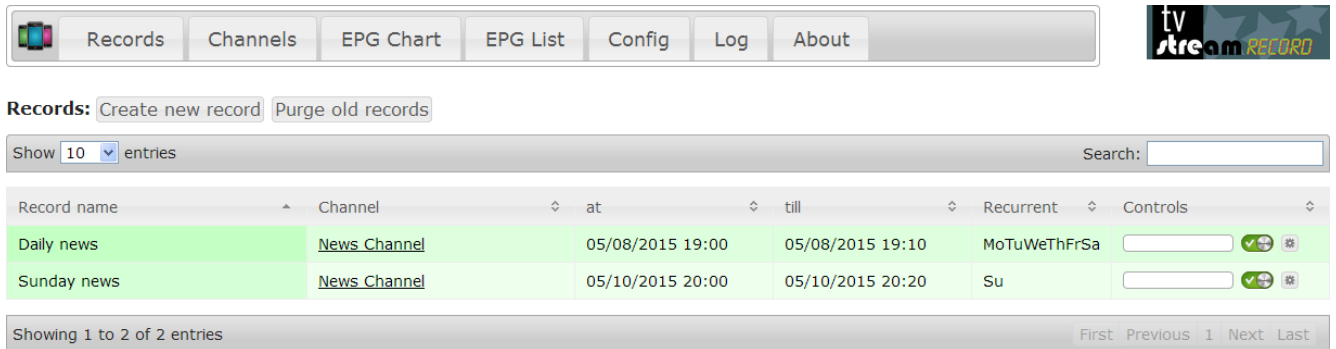 Records Channels EPG Chart EPG List Config Log About
tv
stream RECORD
Records: Create new record Purge old records
Show 10 entries Search:
Record name Channel at till Recurrent Controls
Daily news News Channel 05/08/2015 19:00 05/08/2015 19:10 MoTuWeThFrSa
Sunday news News Channel 05/10/2015 20:00 05/10/2015 20:20 Su
Showing 1 to 2 of 2 entries First Previous 1 Next Last